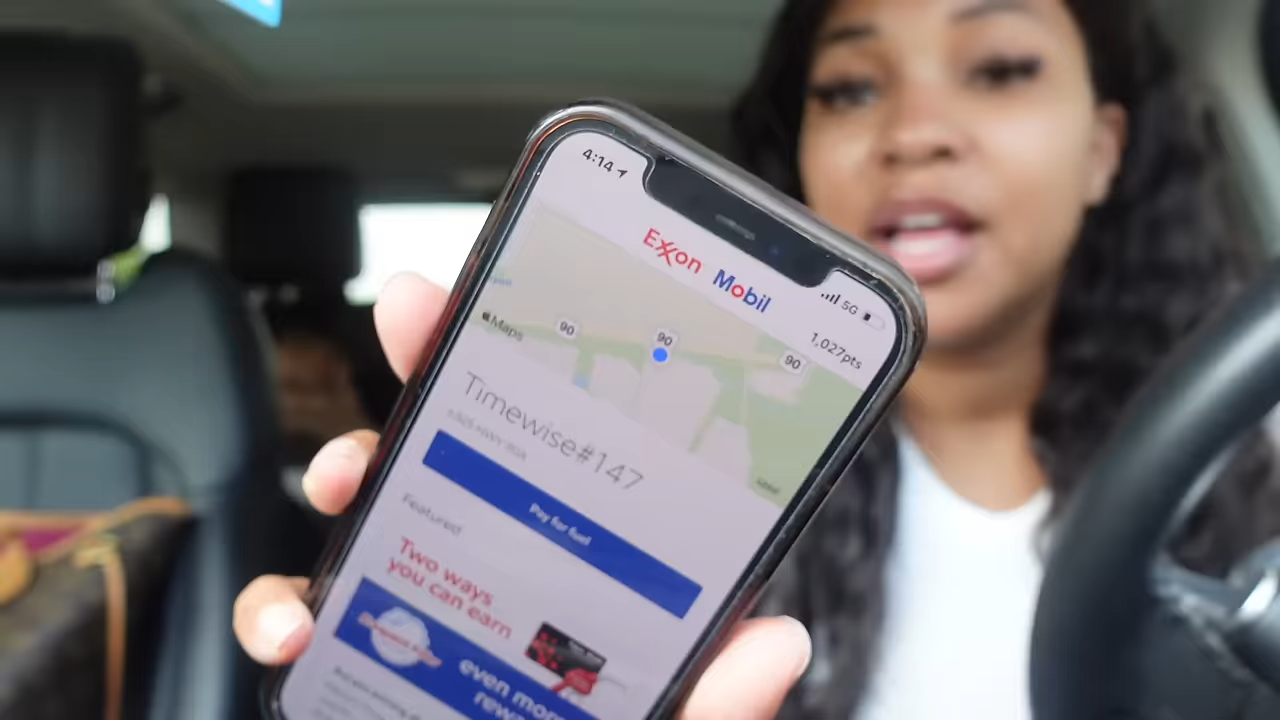 4:14
5G
Exxon Mobil
1,027pts
90
90
90
Maps
Legal
Timewise#147
Pay for fuel
Featured
Two ways
you can earn
even more